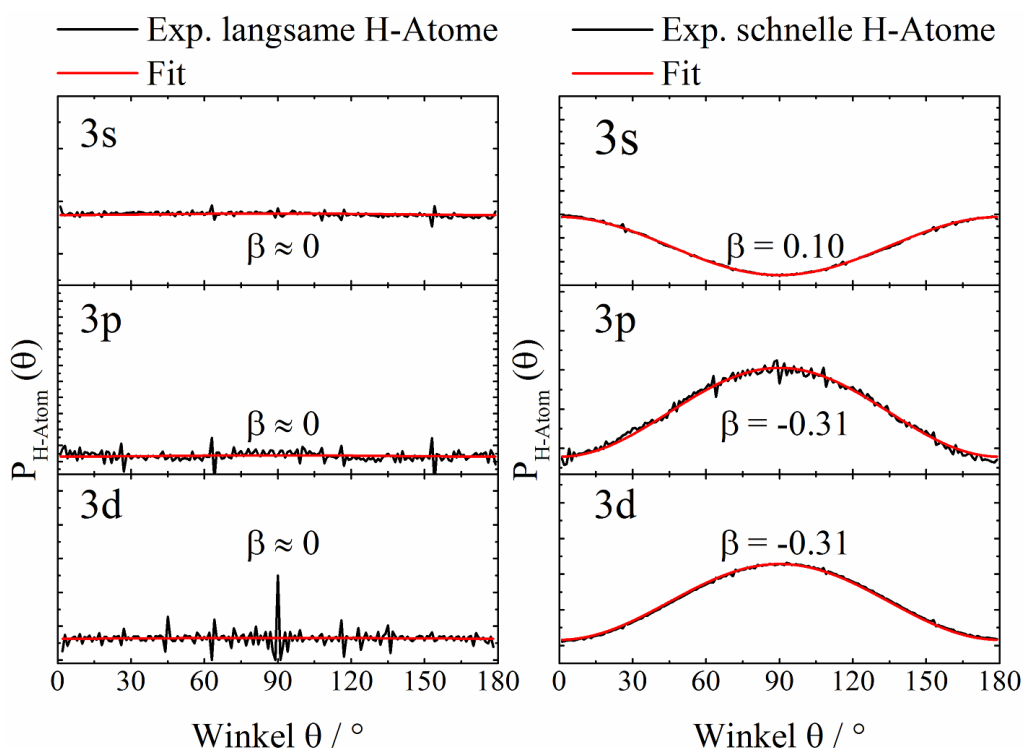 Exp. langsame H-Atome
Fit
3s
β ≈ 0
3p
β ≈ 0
3d
β ≈ 0
P H-Atom (θ)
0 30 60 90 120 150 180
Winkel θ / °
Exp. schnelle H-Atome
Fit
3s
β = 0.10
3p
β = -0.31
3d
β = -0.31
P H-Atom (θ)
0 30 60 90 120 150 180
Winkel θ / °